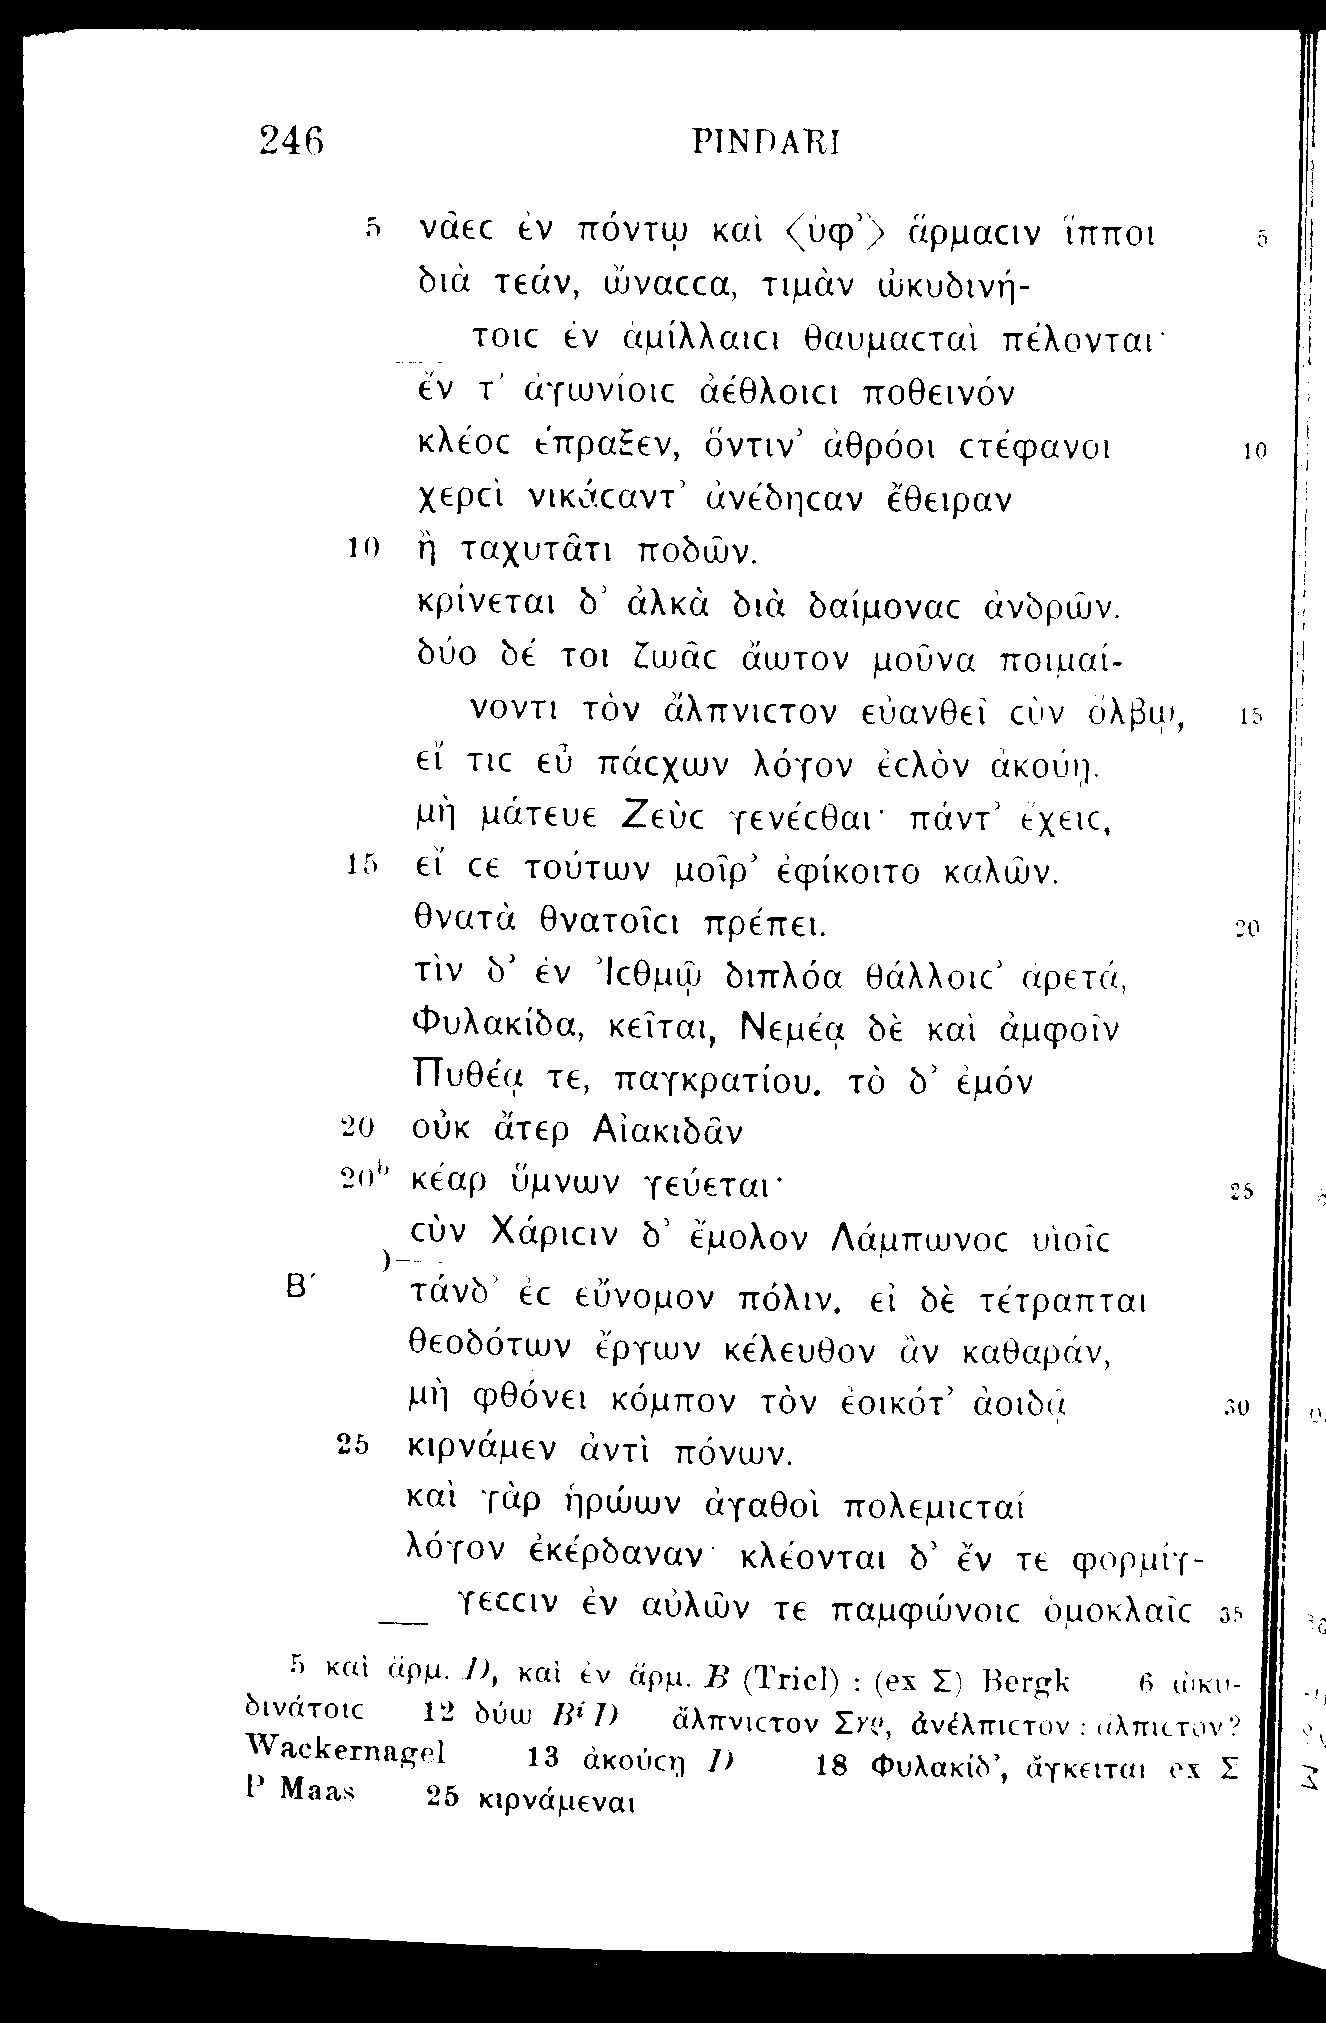 246 PINDARI
5 νᾶεϲ ἐν πόντῳ καὶ ⟨ὑφ’⟩ ἅρμαϲιν ἵπποι 5
διὰ τεάν, ὤναϲϲα, τιμὰν ὠκυδινή-
τοιϲ ἐν ἁμίλλαιϲι θαυμαϲταὶ πέλονται·
ἔν τ’ ἀγωνίοιϲ ἀέθλοιϲι ποθεινόν
κλέοϲ ἔπραξεν, ὅντιν’ ἀθρόοι ϲτέφανοι 10
χερϲὶ νικάϲαντ’ ἀνέδηϲαν ἔθειραν
10 ἢ ταχυτᾶτι ποδῶν.
κρίνεται δ’ ἀλκὰ διὰ δαίμοναϲ ἀνδρῶν.
δύο δέ τοι ζωᾶϲ ἄωτον μοῦνα ποιμαί-
νοντι τὸν ἄλπνιϲτον εὐανθεῖ ϲὺν ὄλβῳ, 15
εἴ τιϲ εὖ πάϲχων λόγον ἐϲλὸν ἀκούῃ.
μὴ μάτευε Ζεὺϲ γενέϲθαι· πάντ’ ἔχειϲ,
15 εἴ ϲε τούτων μοῖρ’ ἐφίκοιτο καλῶν.
θνατὰ θνατοῖϲι πρέπει. 20
τὶν δ’ ἐν Ἰϲθμῷ διπλόα θάλλοιϲ’ ἀρετά,
Φυλακίδα, κεῖται, Νεμέᾳ δὲ καὶ ἀμφοῖν
Πυθέᾳ τε, παγκρατίου. τὸ δ’ ἐμόν
20 οὐκ ἄτερ Αἰακιδᾶν
20ᵇ κέαρ ὕμνων γεύεται· 25
ϲὺν Χάριϲιν δ’ ἔμολον Λάμπωνοϲ υἱοῖϲ
Β′ τάνδ’ ἐϲ εὔνομον πόλιν. εἰ δὲ τέτραπται
θεοδότων ἔργων κέλευθον ἂν καθαράν,
μὴ φθόνει κόμπον τὸν ἐοικότ’ ἀοιδᾷ 30
25 κιρνάμεν ἀντὶ πόνων.
καὶ γὰρ ἡρώων ἀγαθοὶ πολεμιϲταί
λόγον ἐκέρδαναν· κλέονται δ’ ἔν τε φορμίγ-
γεϲϲιν ἐν αὐλῶν τε παμφώνοιϲ ὁμοκλαῖϲ 35
5 καὶ ἅρμ. D, καὶ ἐν ἅρμ. B (Tricl) : (ex Σ) Bergk 6 ὠκυ-
δινάτοιϲ 12 δύω Bⁱ D ἄλπνιϲτον Σγρ, ἀνέλπιϲτον : ἄλπιϲτον?
Wackernagel 13 ἀκούϲῃ D 18 Φυλακίδ’, ἄγκειται ex Σ
P Maas 25 κιρνάμεναι